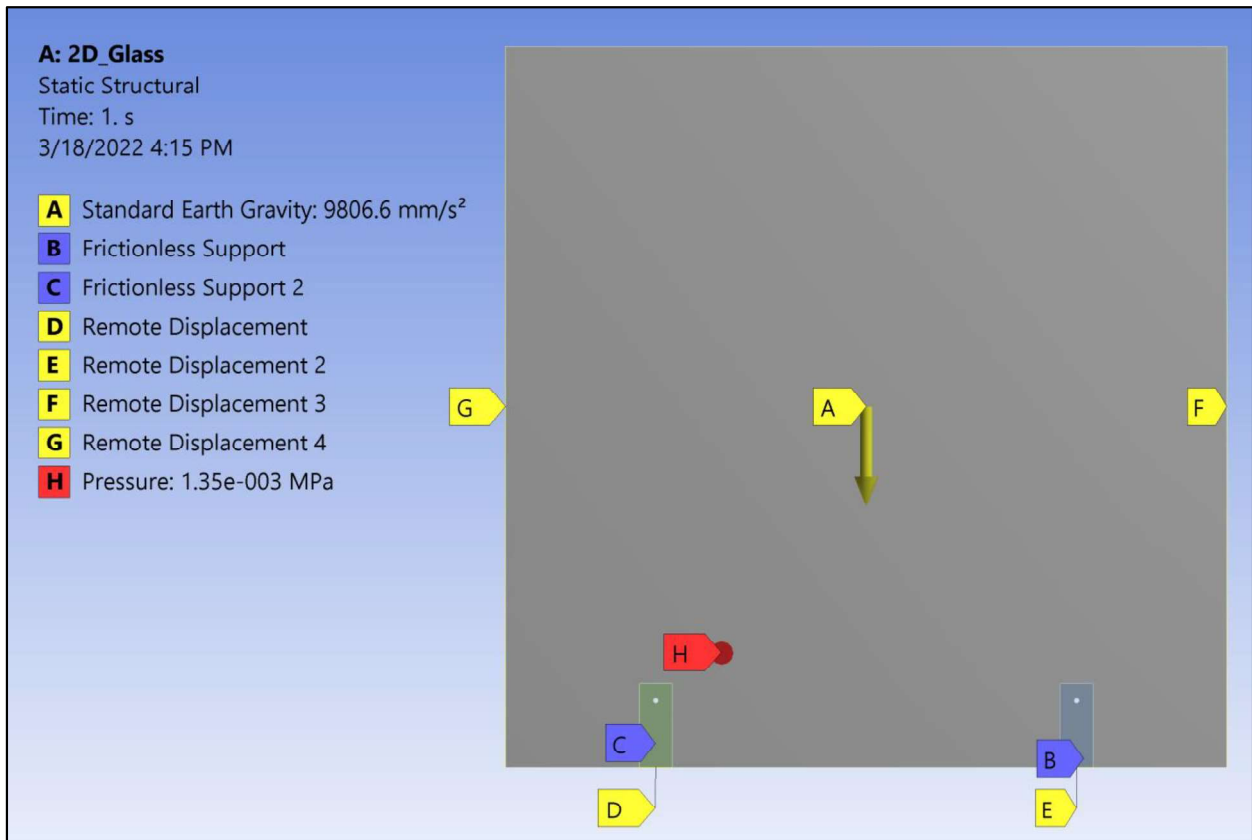 A: 2D_Glass
Static Structural
Time: 1. s
3/18/2022 4:15 PM
A Standard Earth Gravity: 9806.6 mm/s²
B Frictionless Support
C Frictionless Support 2
D Remote Displacement
E Remote Displacement 2
F Remote Displacement 3
G Remote Displacement 4
H Pressure: 1.35e-003 MPa
G
A
F
H
C
B
D
E